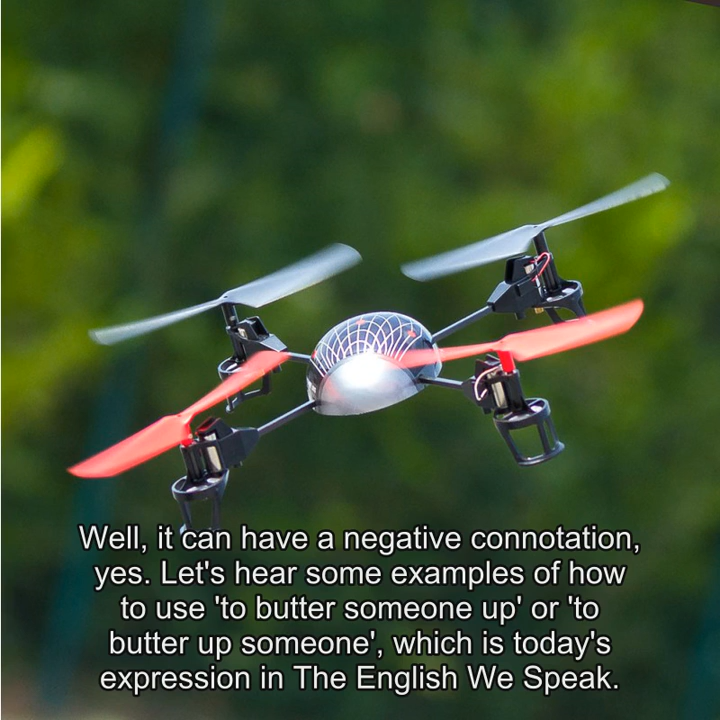 Well, it can have a negative connotation,
yes. Let's hear some examples of how
to use 'to butter someone up' or 'to
butter up someone', which is today's
expression in The English We Speak.